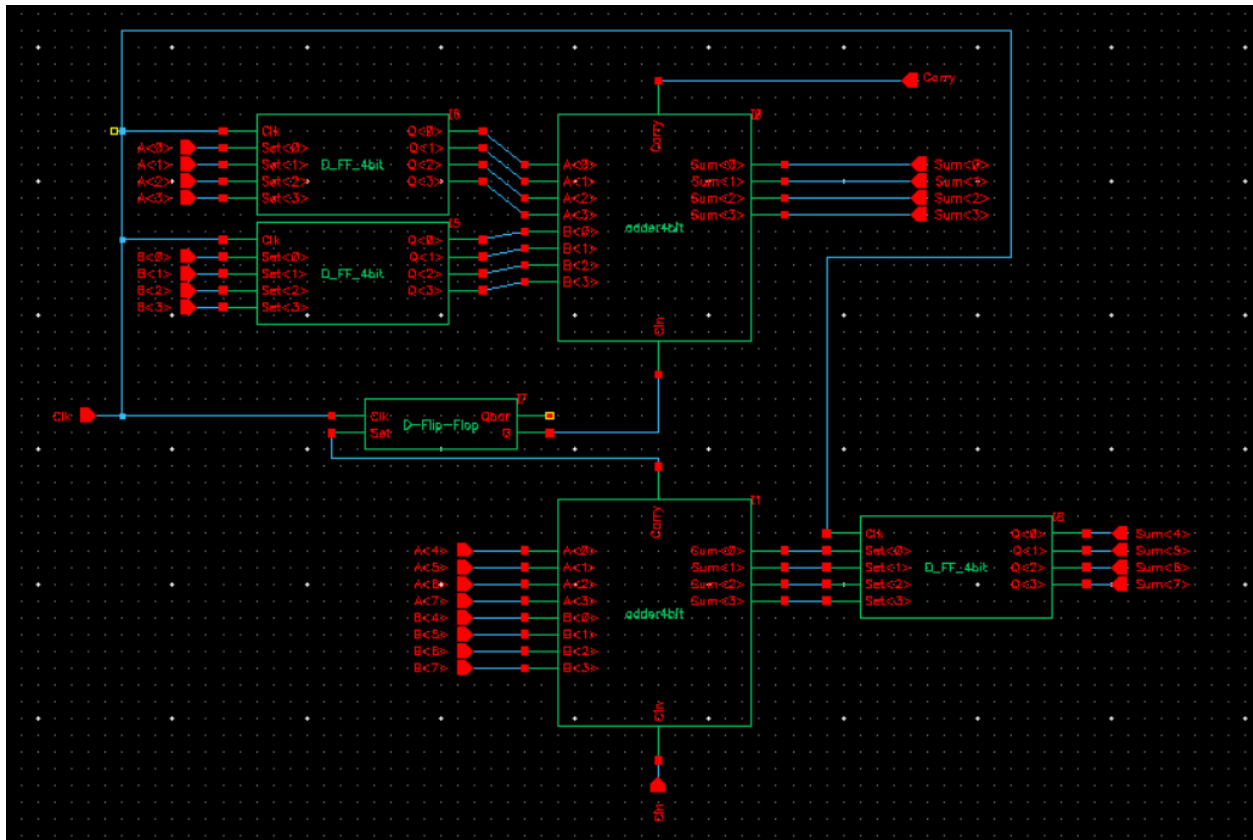 Carry
I6
Clk
Set<0>
Set<1>
Set<2>
Set<3>
D_FF_4bit
Q<0>
Q<1>
Q<2>
Q<3>
A<0>
A<1>
A<2>
A<3>
I5
Clk
Set<0>
Set<1>
Set<2>
Set<3>
D_FF_4bit
Q<0>
Q<1>
Q<2>
Q<3>
B<0>
B<1>
B<2>
B<3>
I0
Carry
A<0>
A<1>
A<2>
A<3>
B<0>
B<1>
B<2>
B<3>
adder4bit
Sum<0>
Sum<1>
Sum<2>
Sum<3>
Cin
Sum<0>
Sum<1>
Sum<2>
Sum<3>
Clk
I7
Clk
Set
D-Flip-Flop
Qbar
Q
I1
Carry
A<4>
A<5>
A<6>
A<7>
B<4>
B<5>
B<6>
B<7>
A<0>
A<1>
A<2>
A<3>
B<0>
B<1>
B<2>
B<3>
adder4bit
Sum<0>
Sum<1>
Sum<2>
Sum<3>
Cin
Cin
Clk
Set<0>
Set<1>
Set<2>
Set<3>
D_FF_4bit
Q<0>
Q<1>
Q<2>
Q<3>
Sum<4>
Sum<5>
Sum<6>
Sum<7>